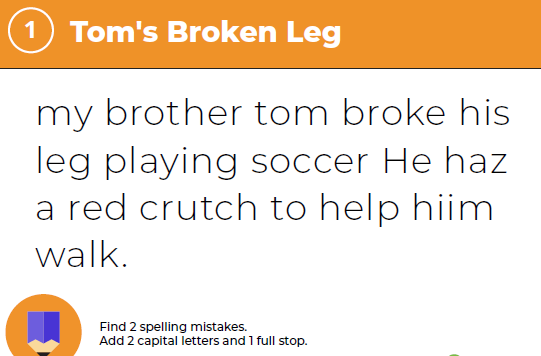 1 Tom's Broken Leg
my brother tom broke his
leg playing soccer He haz
a red crutch to help hiim
walk.
Find 2 spelling mistakes.
Add 2 capital letters and 1 full stop.